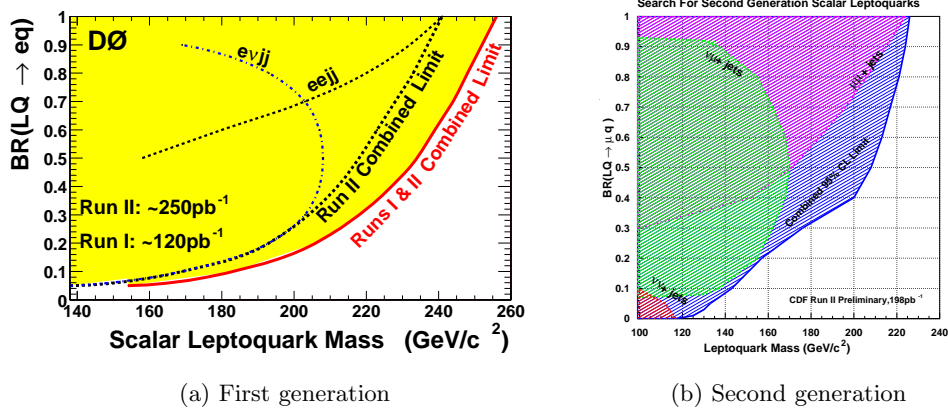 DØ
eνjj
eejj
Run II Combined Limit
Runs I & II Combined Limit
Run II: ~250pb⁻¹
Run I: ~120pb⁻¹
BR(LQ → eq)
1
0.9
0.8
0.7
0.6
0.5
0.4
0.3
0.2
0.1
0
140 160 180 200 220 240 260
Scalar Leptoquark Mass (GeV/c ²)
(a) First generation
Search For Second Generation Scalar Leptoquarks
BR(LQ → μ q)
1
0.9
0.8
0.7
0.6
0.5
0.4
0.3
0.2
0.1
0
νμ+ jets
μμ+ jets
Combined 95% CL Limit
νν+ jets
CDF Run II Preliminary,198pb ⁻¹
100 120 140 160 180 200 220 240
Leptoquark Mass (GeV/c²)
(b) Second generation